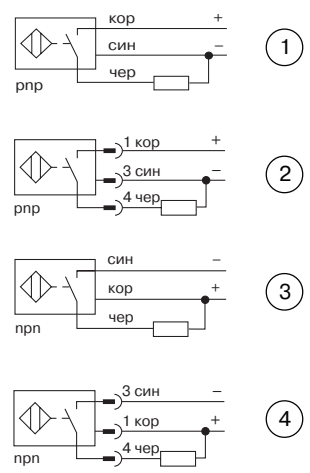 кор +
син −
чер
pnp
1
1 кор +
3 син −
4 чер
pnp
2
син −
кор +
чер
npn
3
3 син −
1 кор +
4 чер
npn
4